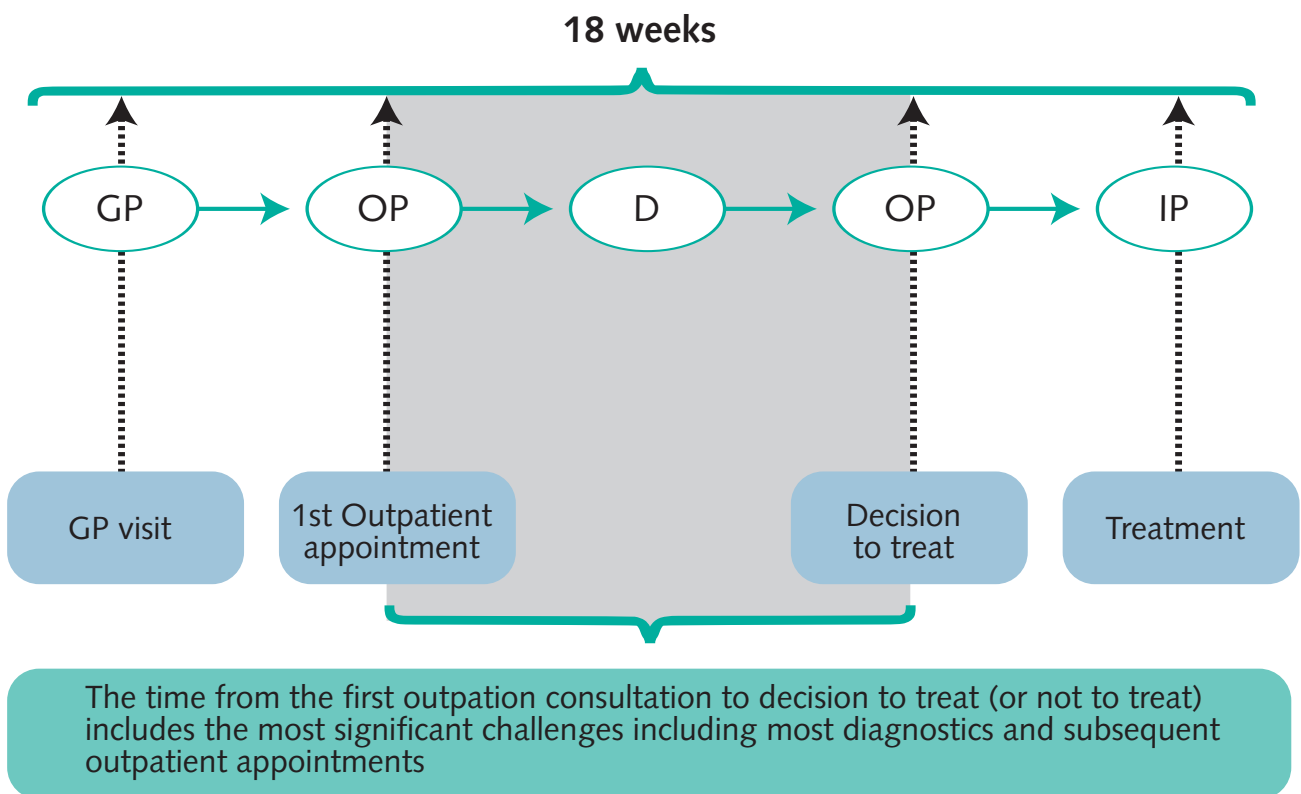 18 weeks
GP
OP
D
OP
IP
GP visit
1st Outpatient
appointment
Decision
to treat
Treatment
The time from the first outpation consultation to decision to treat (or not to treat)
includes the most significant challenges including most diagnostics and subsequent
outpatient appointments